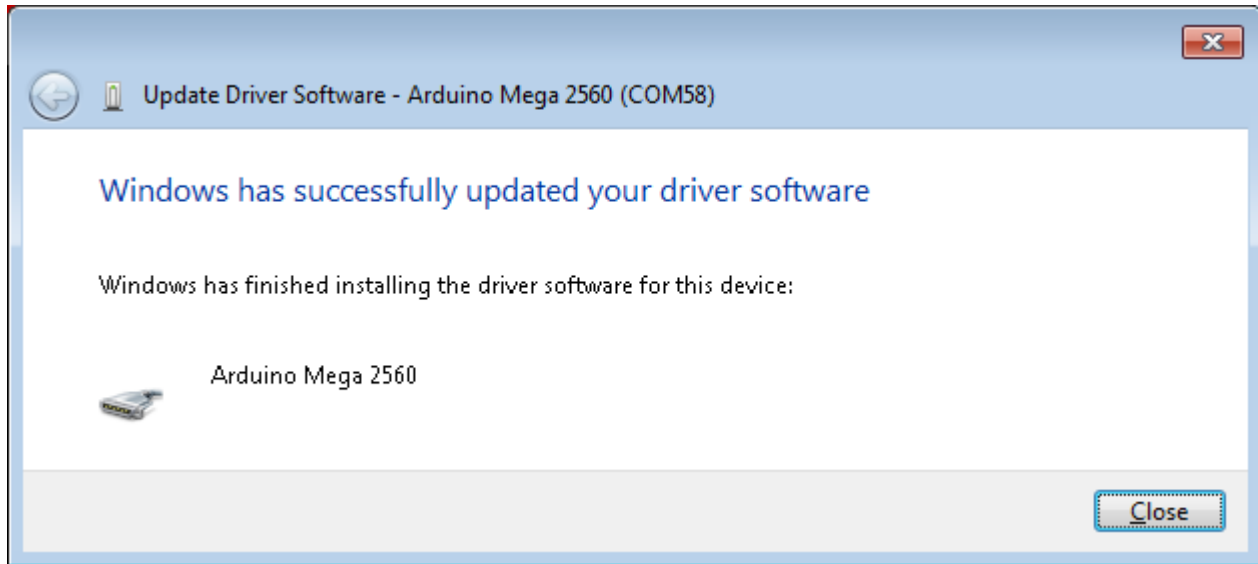 Update Driver Software - Arduino Mega 2560 (COM58)
Windows has successfully updated your driver software
Windows has finished installing the driver software for this device:
Arduino Mega 2560
Close